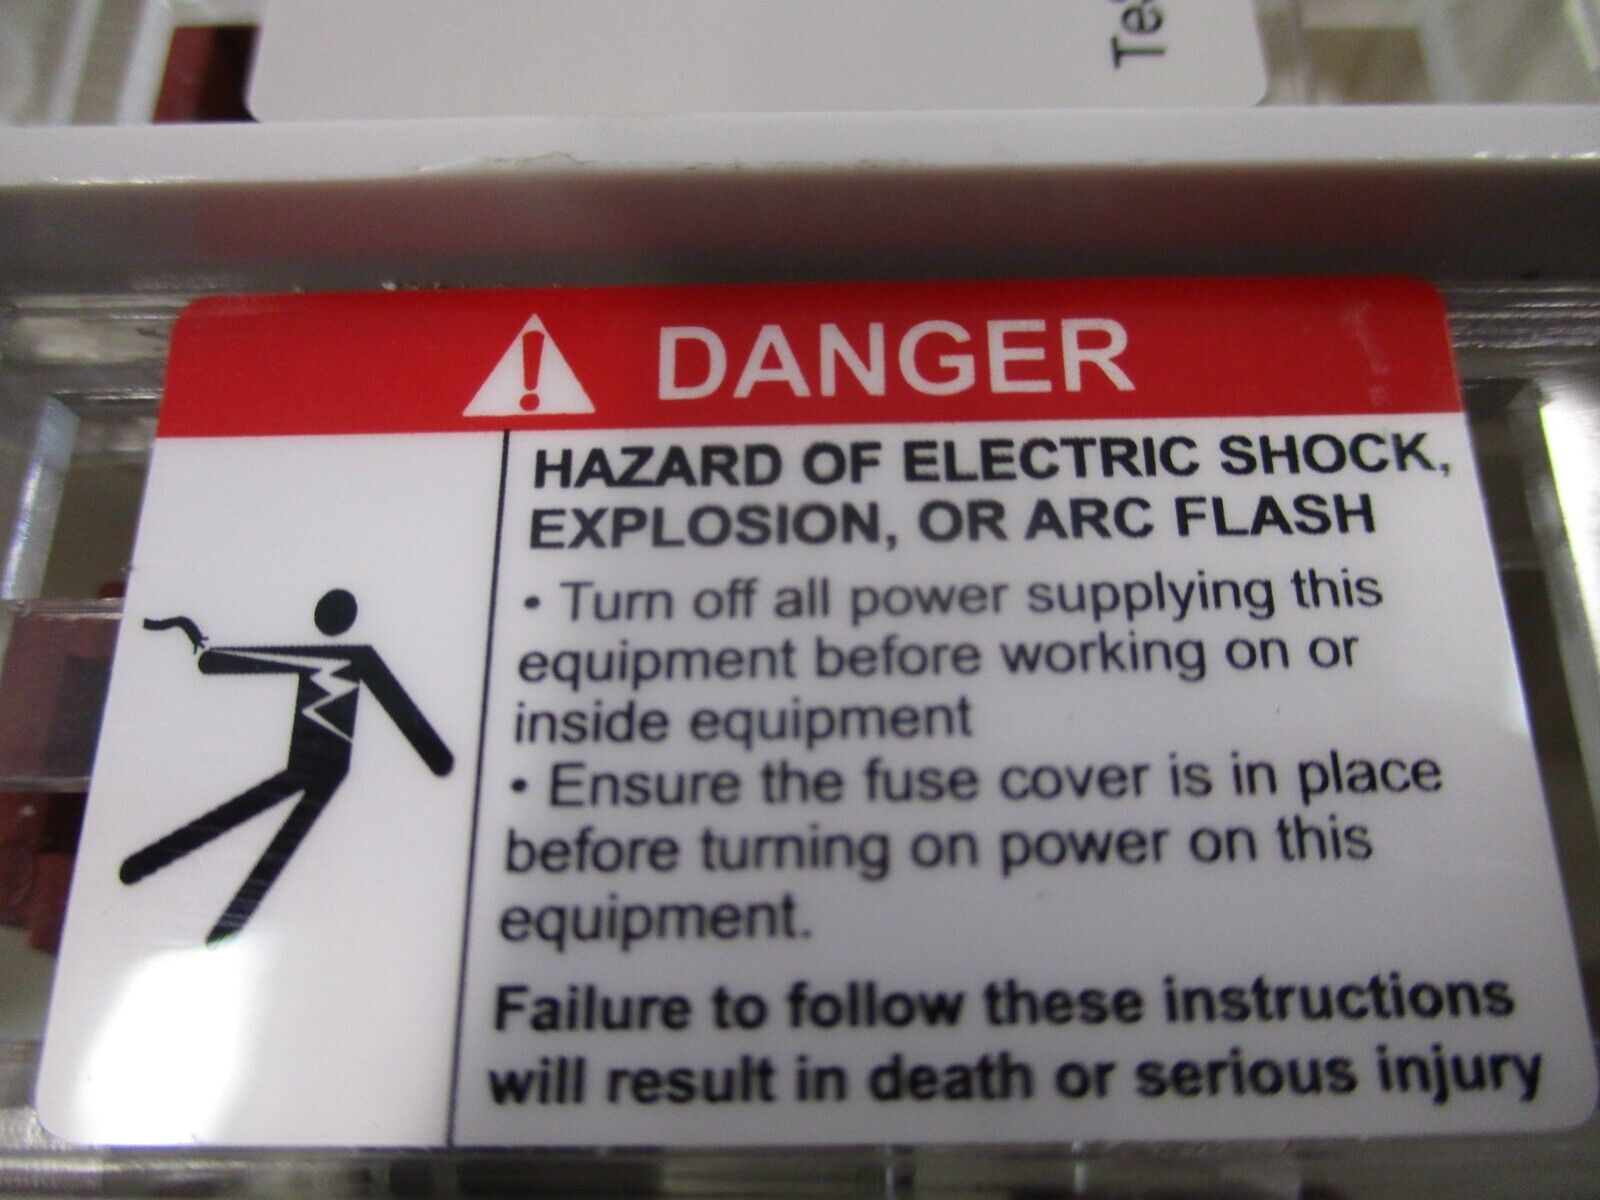 DANGER
HAZARD OF ELECTRIC SHOCK,
EXPLOSION, OR ARC FLASH
• Turn off all power supplying this
equipment before working on or
inside equipment
• Ensure the fuse cover is in place
before turning on power on this
equipment.
Failure to follow these instructions
will result in death or serious injury